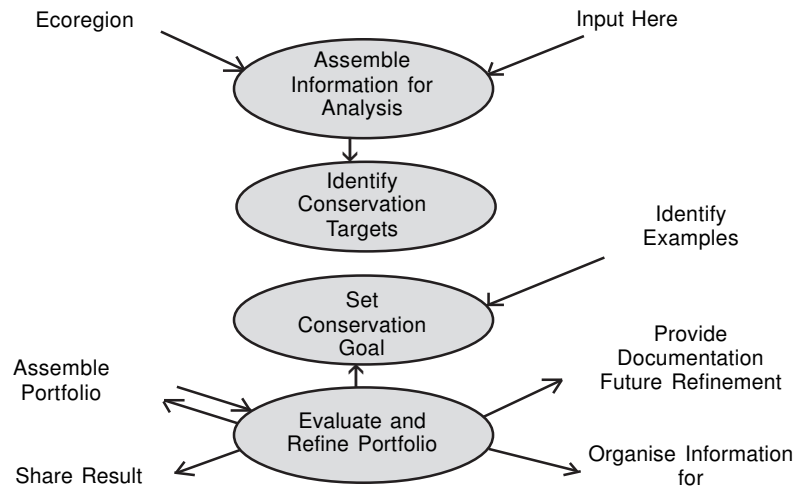 Ecoregion
Input Here
Assemble
Information for
Analysis
Identify
Conservation
Targets
Identify
Examples
Set
Conservation
Goal
Provide
Documentation
Future Refinement
Assemble
Portfolio
Evaluate and
Refine Portfolio
Share Result
Organise Information
for